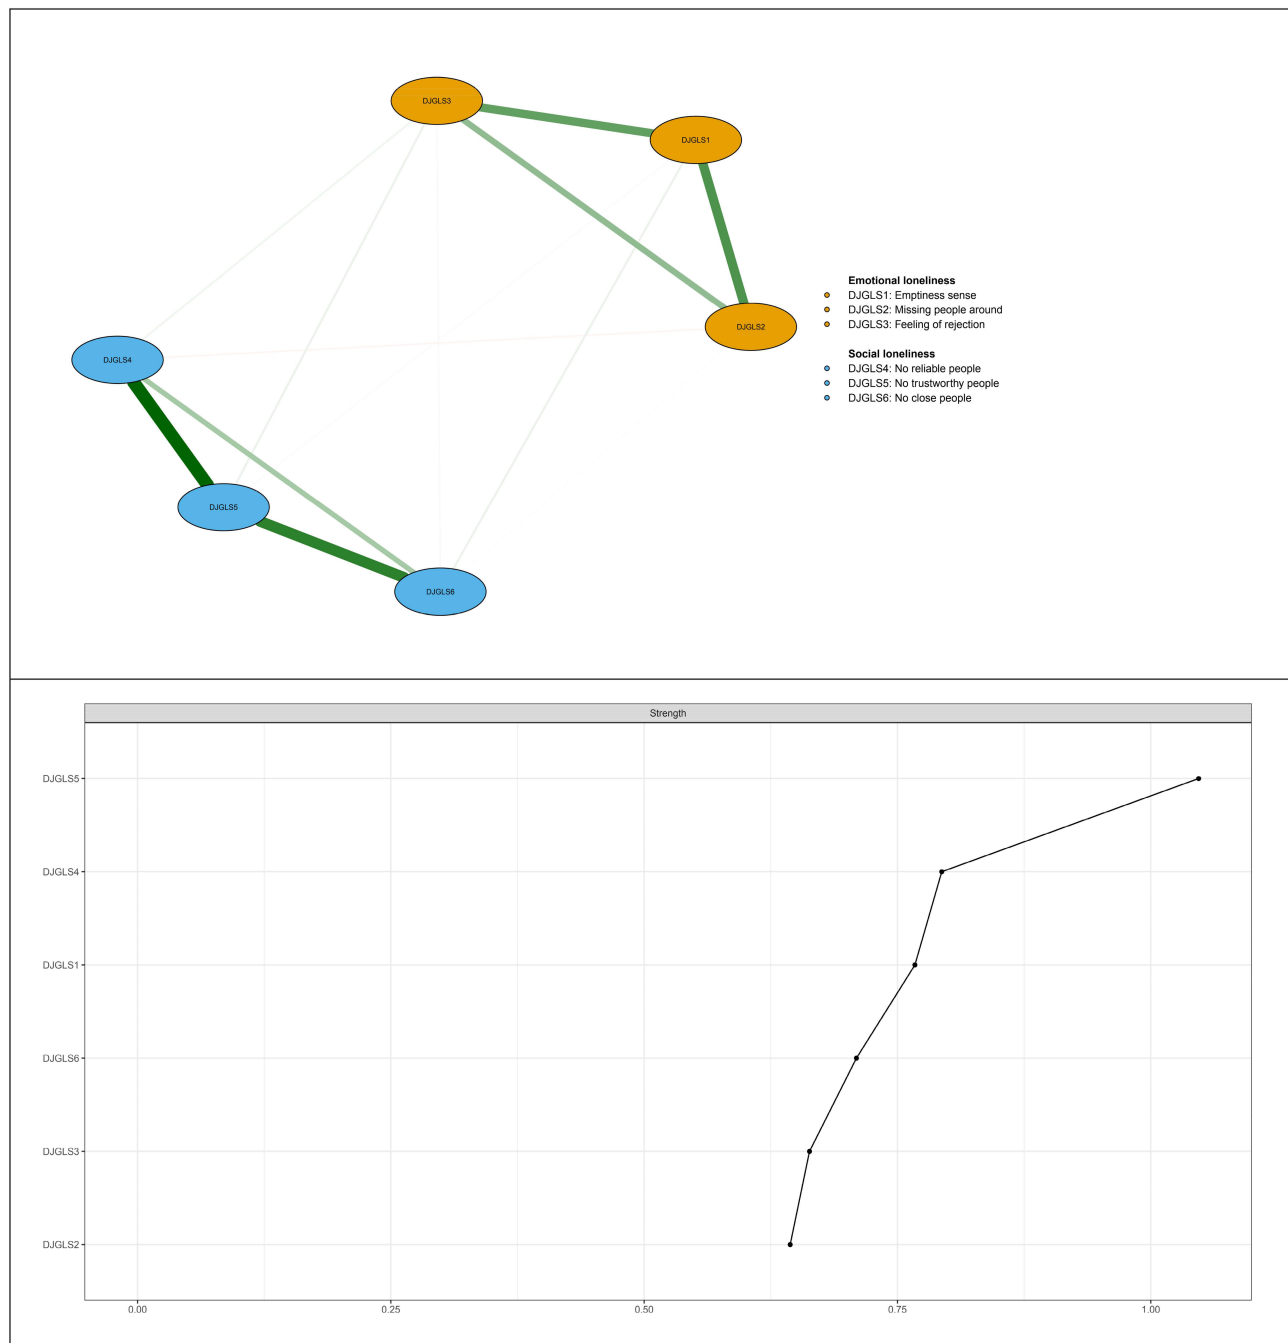 DJGLS3
DJGLS1
DJGLS2
DJGLS4
DJGLS5
DJGLS6
Emotional loneliness
DJGLS1: Emptiness sense
DJGLS2: Missing people around
DJGLS3: Feeling of rejection
Social loneliness
DJGLS4: No reliable people
DJGLS5: No trustworthy people
DJGLS6: No close people
Strength
DJGLS5
DJGLS4
DJGLS1
DJGLS6
DJGLS3
DJGLS2
0.00 0.25 0.50 0.75 1.00